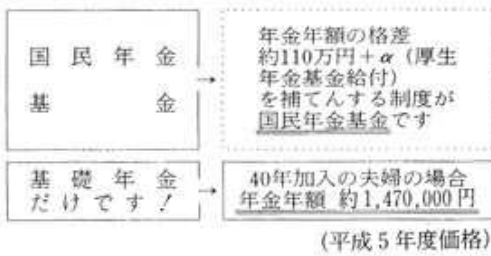 国民年金
基金
年金年額の格差
約110万円＋α（厚生
年金基金給付）
を補てんする制度が
国民年金基金です
基礎年金
だけです！
40年加入の夫婦の場合
年金年額 約1,470,000円
(平成5年度価格)